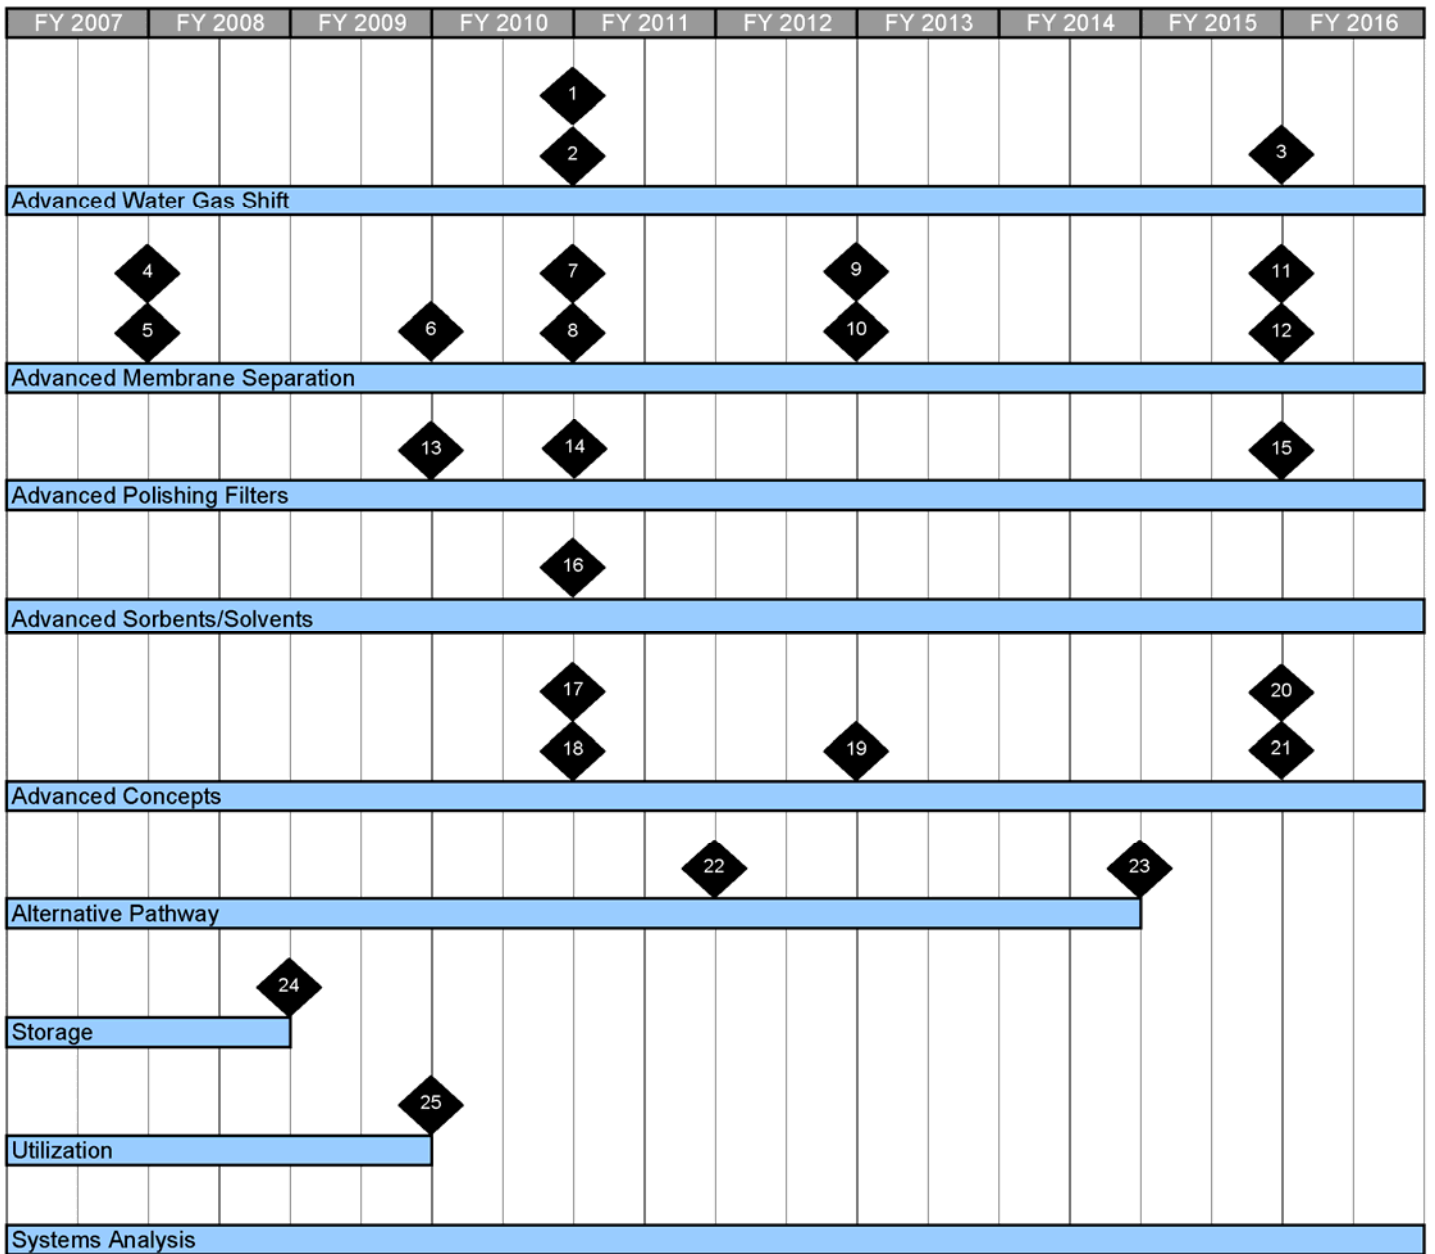 FY 2007 FY 2008 FY 2009 FY 2010 FY 2011 FY 2012 FY 2013 FY 2014 FY 2015 FY 2016
1
2 3
Advanced Water Gas Shift
4 7 9 11
5 6 8 10 12
Advanced Membrane Separation
13 14 15
Advanced Polishing Filters
16
Advanced Sorbents/Solvents
17 20
18 19 21
Advanced Concepts
22 23
Alternative Pathway
24
Storage
25
Utilization
Systems Analysis